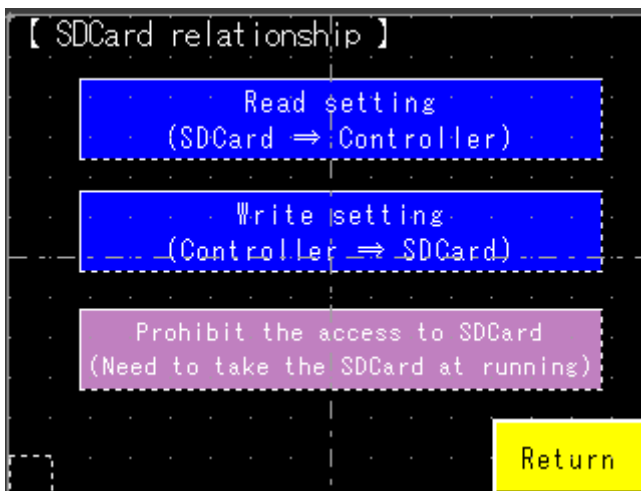 【 SDCard relationship 】
Read setting
(SDCard ⇒ Controller)
Write setting
(Controller ⇒ SDCard)
Prohibit the access to SDCard
(Need to take the SDCard at running)
Return